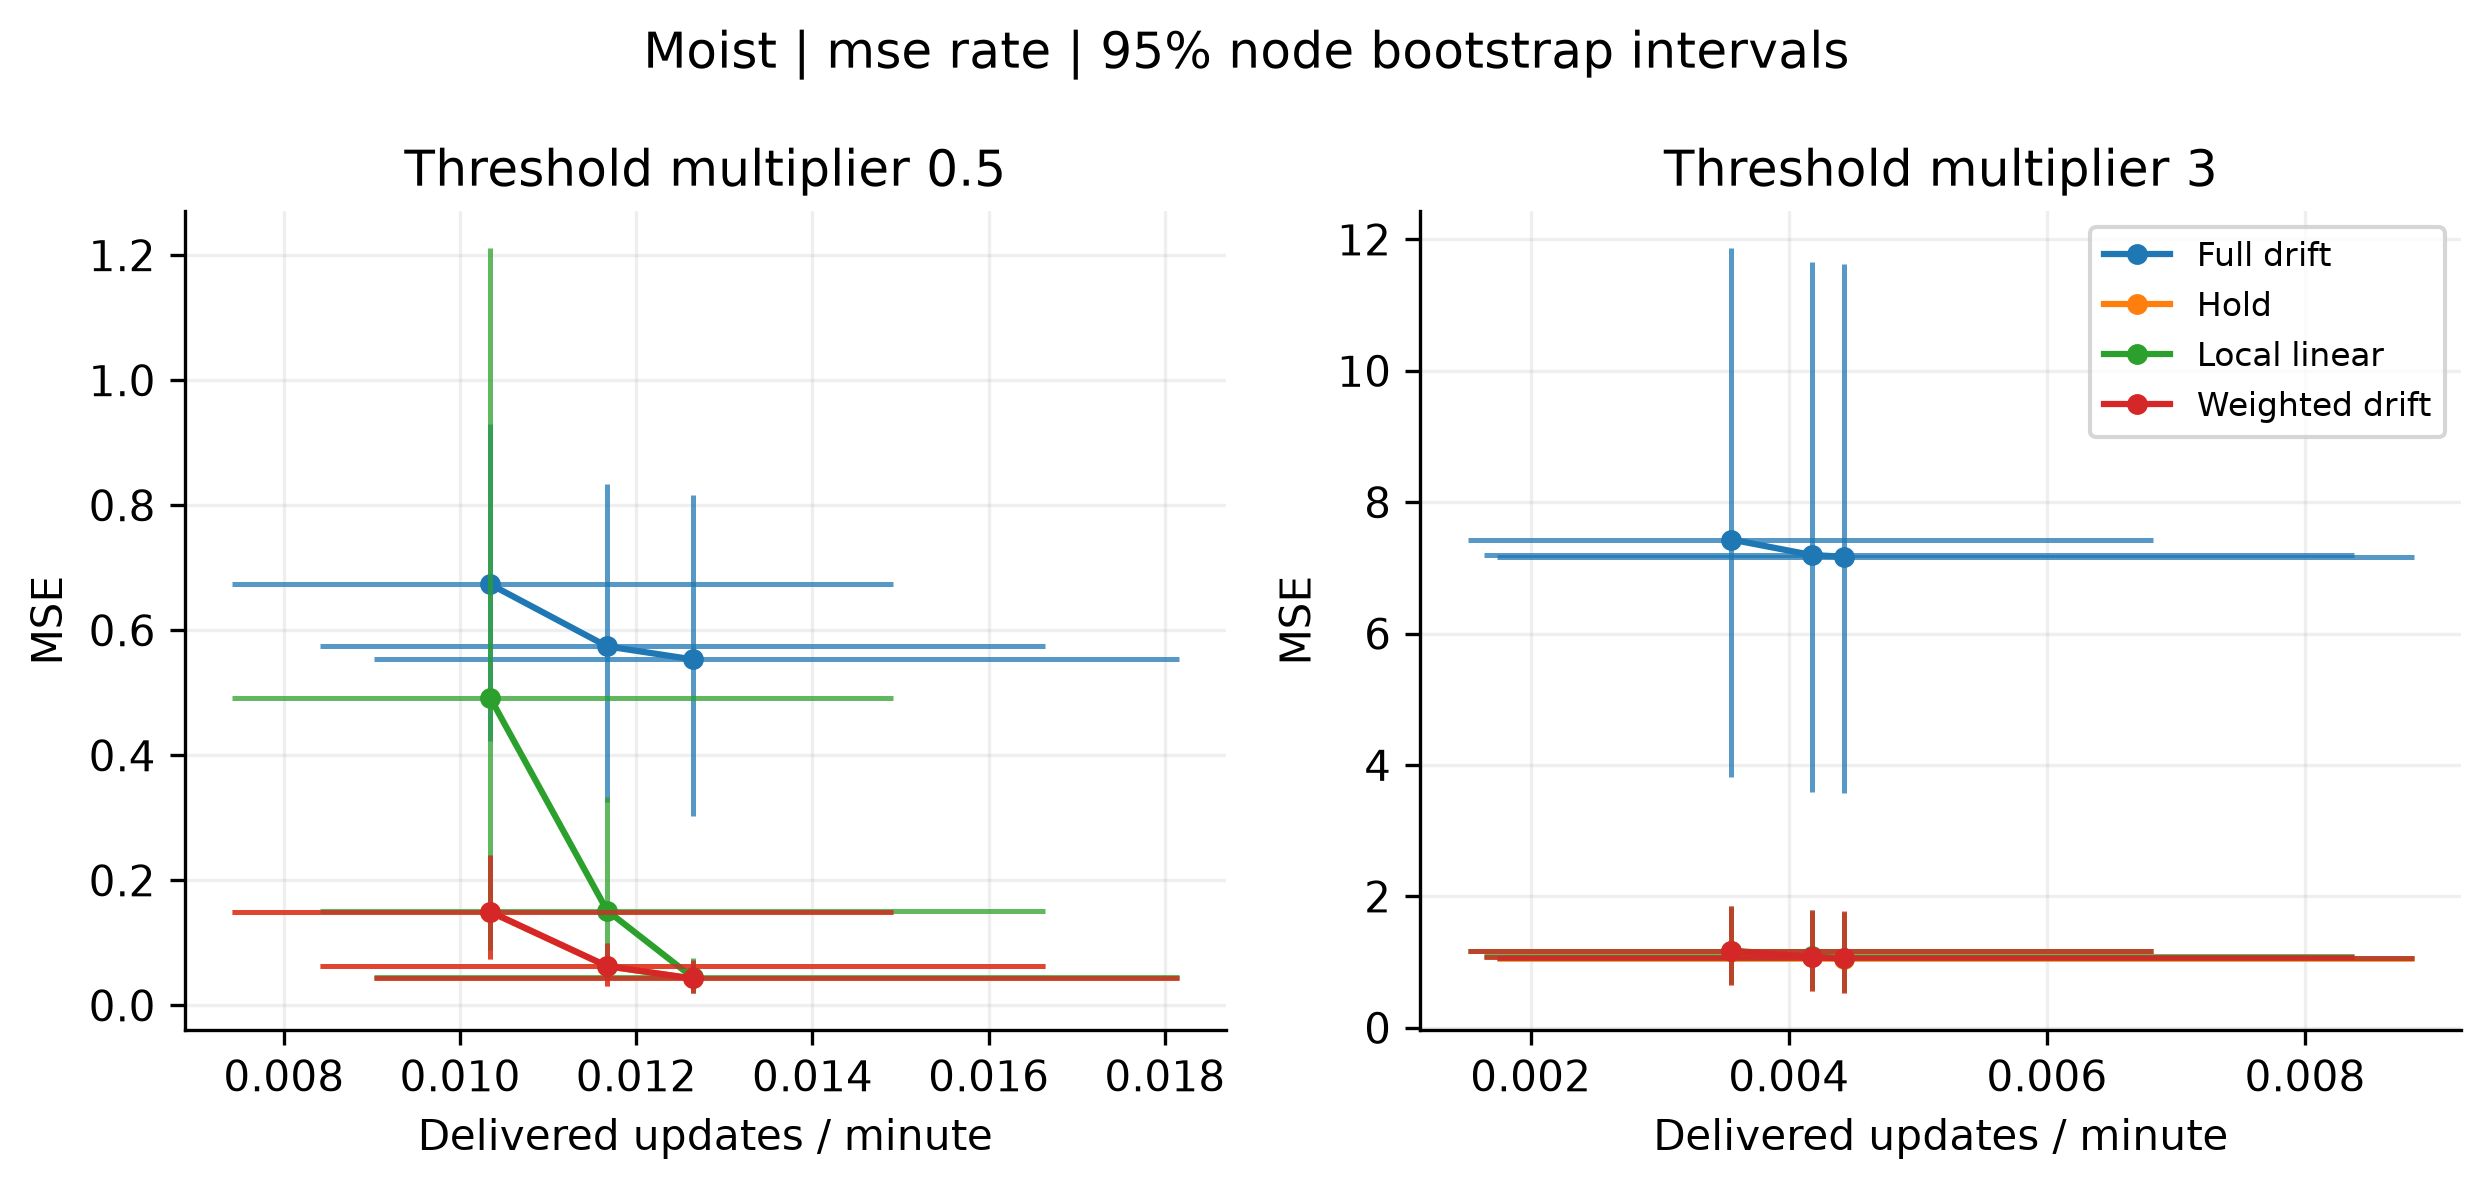 Moist | mse rate | 95% node bootstrap intervals
Threshold multiplier 0.5
MSE
1.2
1.0
0.8
0.6
0.4
0.2
0.0
0.008 0.010 0.012 0.014 0.016 0.018
Delivered updates / minute
Threshold multiplier 3
MSE
12
10
8
6
4
2
0
0.002 0.004 0.006 0.008
Delivered updates / minute
Full drift
Hold
Local linear
Weighted drift